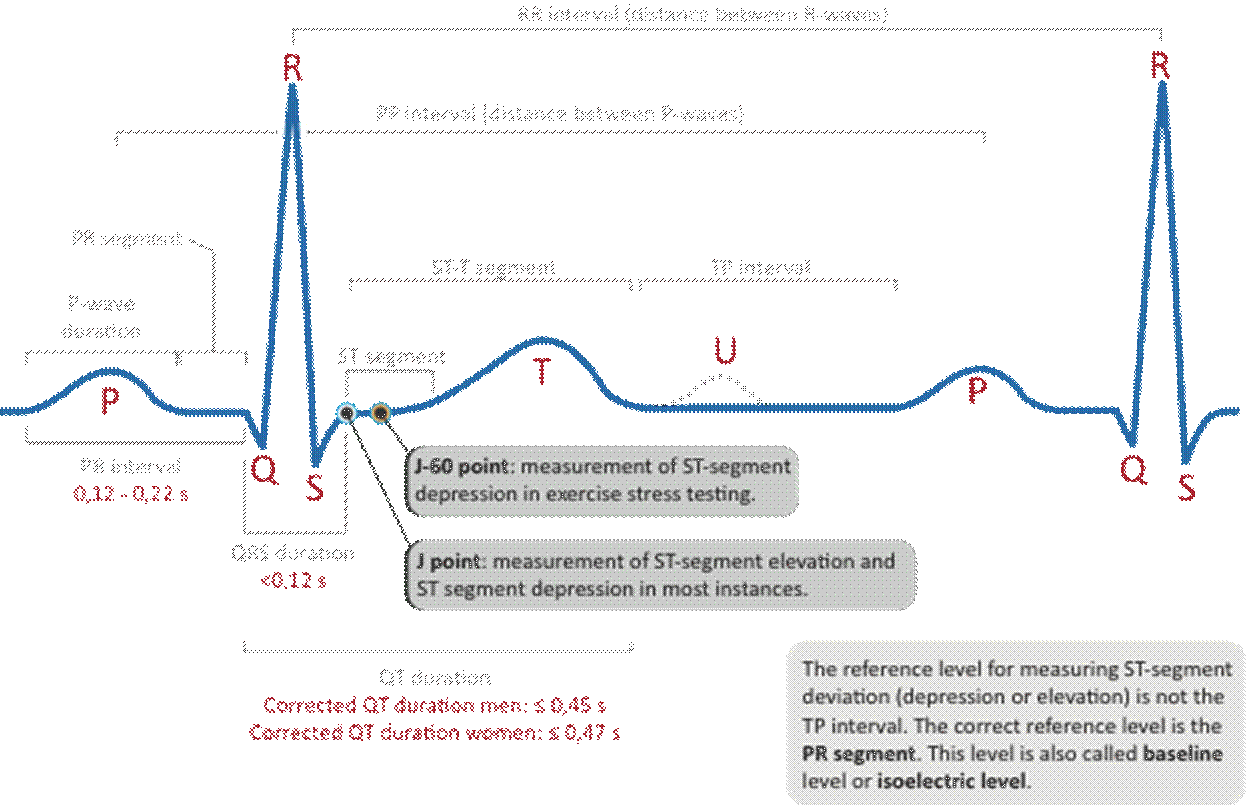 RR interval (distance between R-waves)
R
R
PP interval (distance between P-waves)
PR segment
ST-T segment
TP interval
P-wave
duration
ST segment
U
T
P
P
PR interval
0,12 - 0,22 s
Q
S
Q
S
J-60 point: measurement of ST-segment
depression in exercise stress testing.
QRS duration
<0,12 s
J point: measurement of ST-segment elevation and
ST segment depression in most instances.
QT duration
Corrected QT duration men: ≤ 0,45 s
Corrected QT duration women: ≤ 0,47 s
The reference level for measuring ST-segment
deviation (depression or elevation) is not the
TP interval. The correct reference level is the
PR segment. This level is also called baseline
level or isoelectric level.